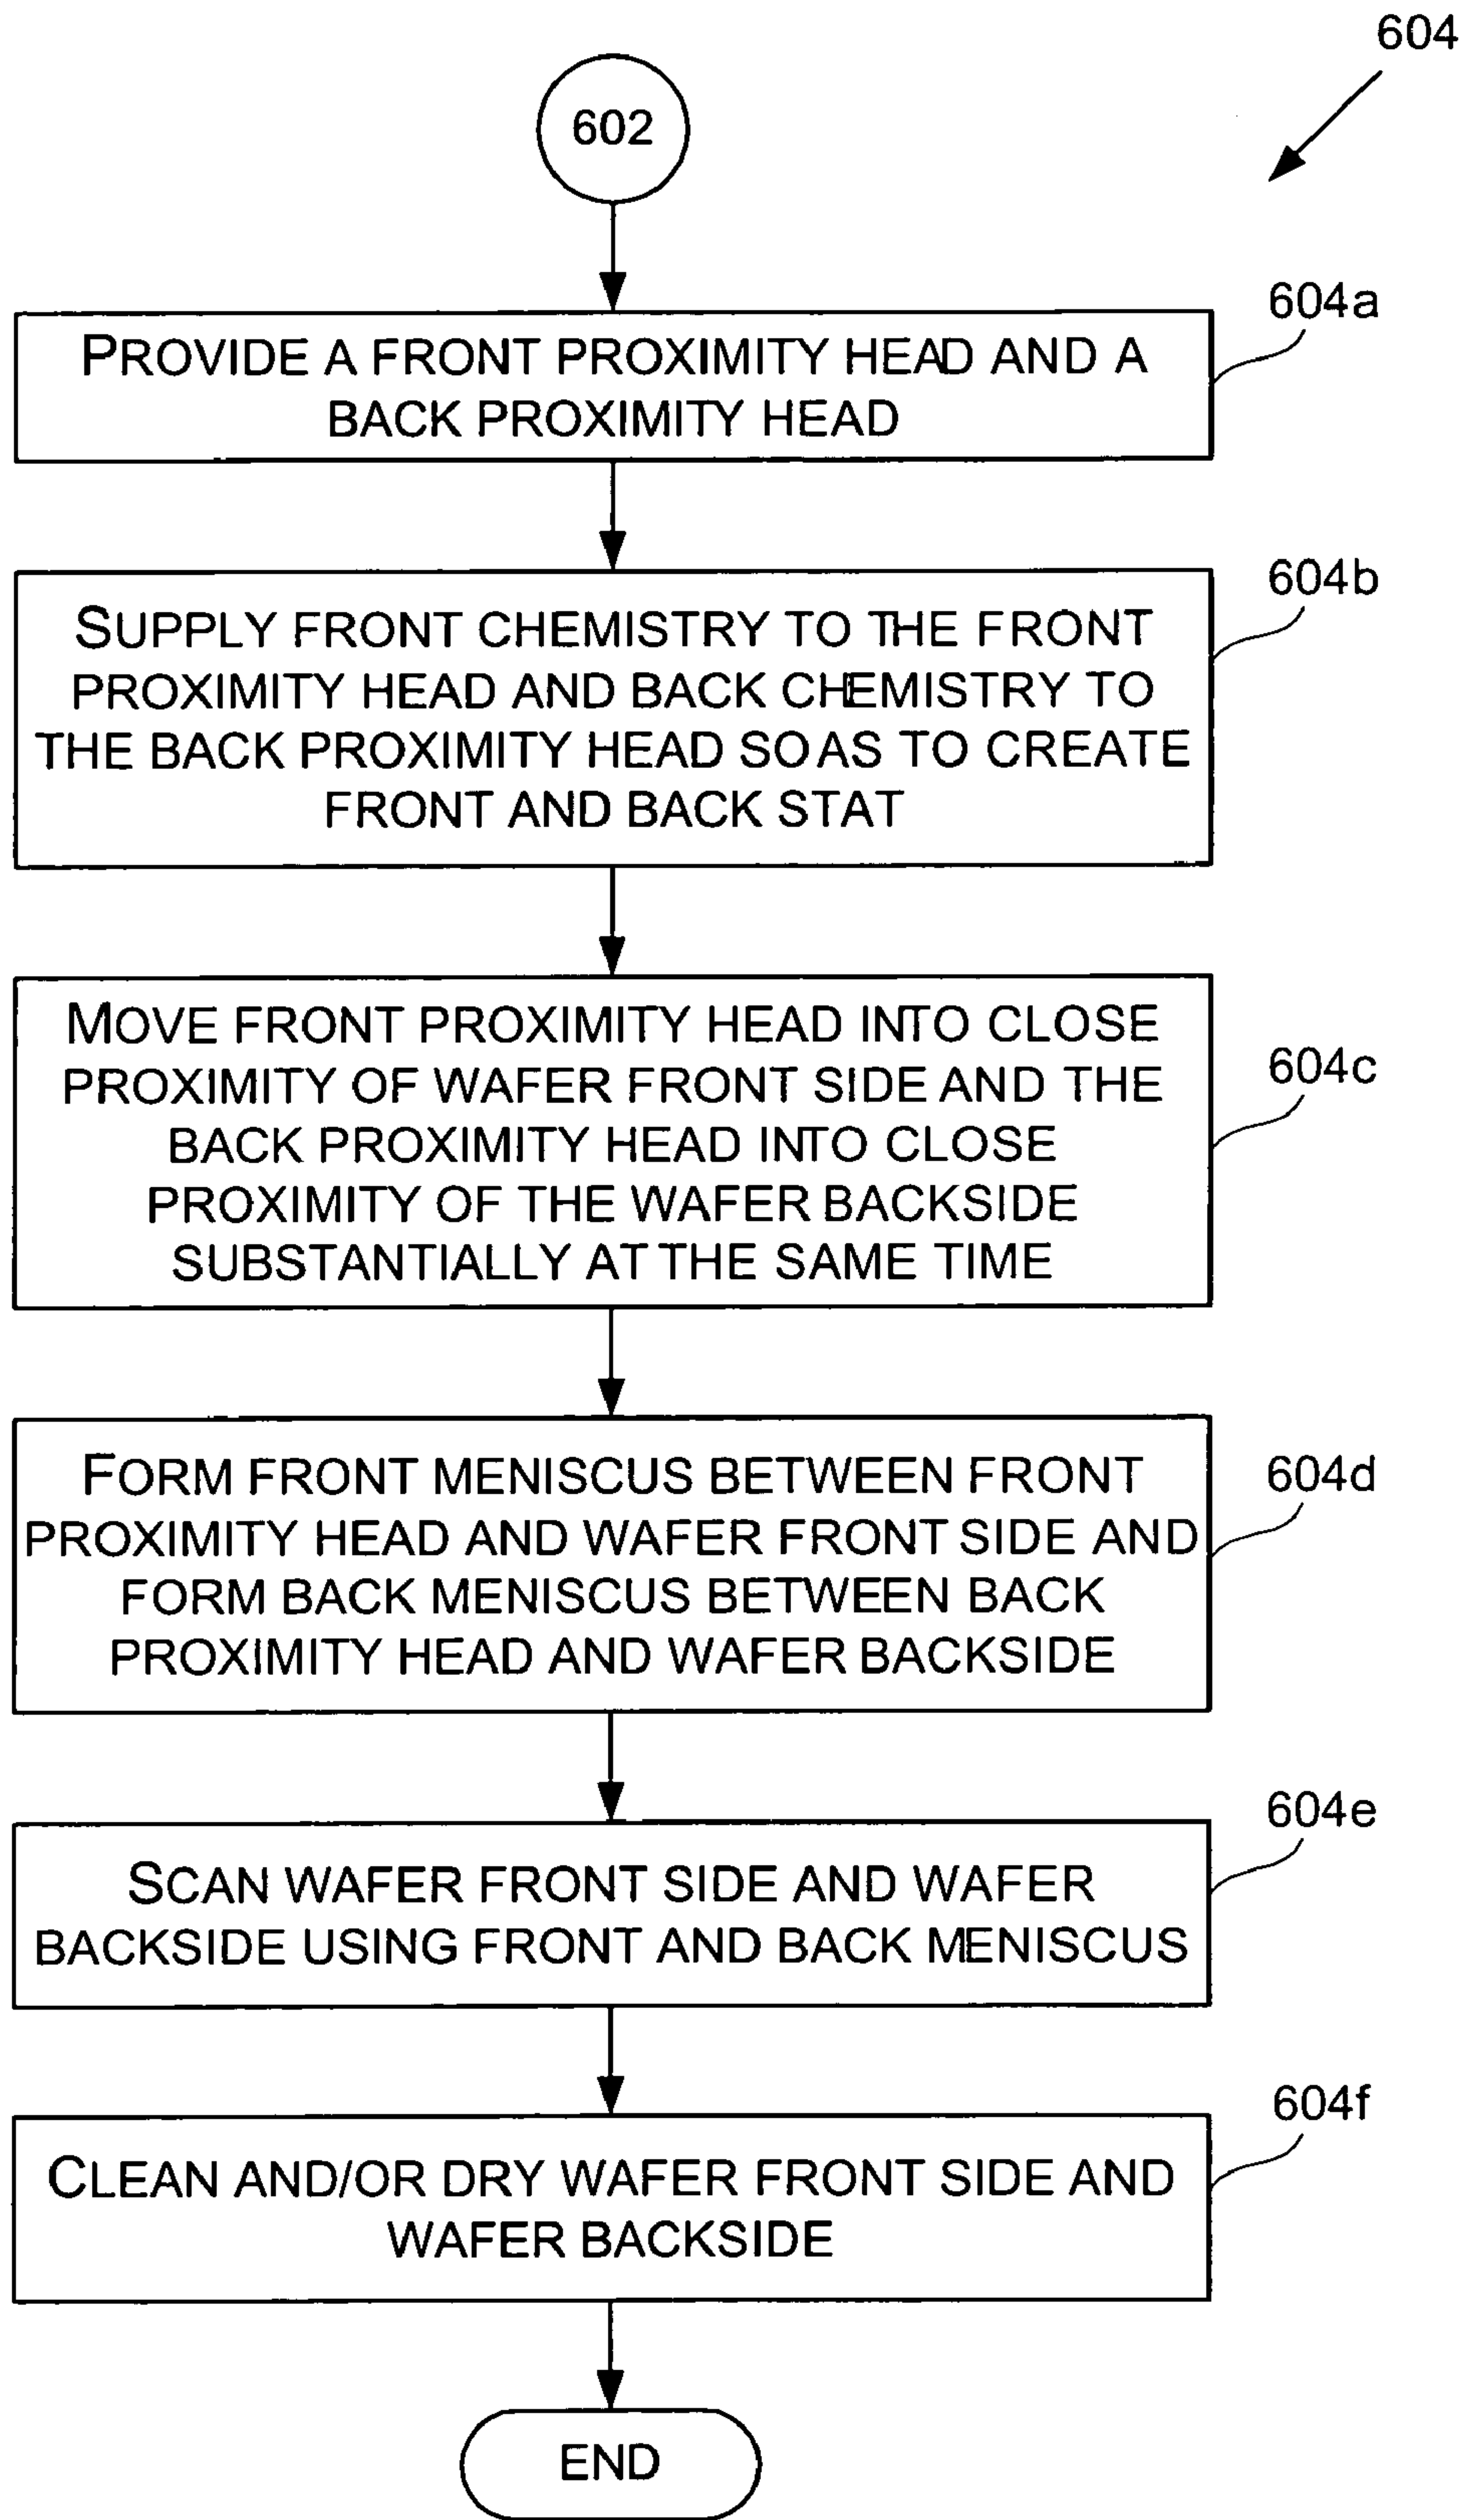 604
602
604a
PROVIDE A FRONT PROXIMITY HEAD AND A
BACK PROXIMITY HEAD
604b
SUPPLY FRONT CHEMISTRY TO THE FRONT
PROXIMITY HEAD AND BACK CHEMISTRY TO
THE BACK PROXIMITY HEAD SO AS TO CREATE
FRONT AND BACK STAT
604c
MOVE FRONT PROXIMITY HEAD INTO CLOSE
PROXIMITY OF WAFER FRONT SIDE AND THE
BACK PROXIMITY HEAD INTO CLOSE
PROXIMITY OF THE WAFER BACKSIDE
SUBSTANTIALLY AT THE SAME TIME
604d
FORM FRONT MENISCUS BETWEEN FRONT
PROXIMITY HEAD AND WAFER FRONT SIDE AND
FORM BACK MENISCUS BETWEEN BACK
PROXIMITY HEAD AND WAFER BACKSIDE
604e
SCAN WAFER FRONT SIDE AND WAFER
BACKSIDE USING FRONT AND BACK MENISCUS
604f
CLEAN AND/OR DRY WAFER FRONT SIDE AND
WAFER BACKSIDE
END